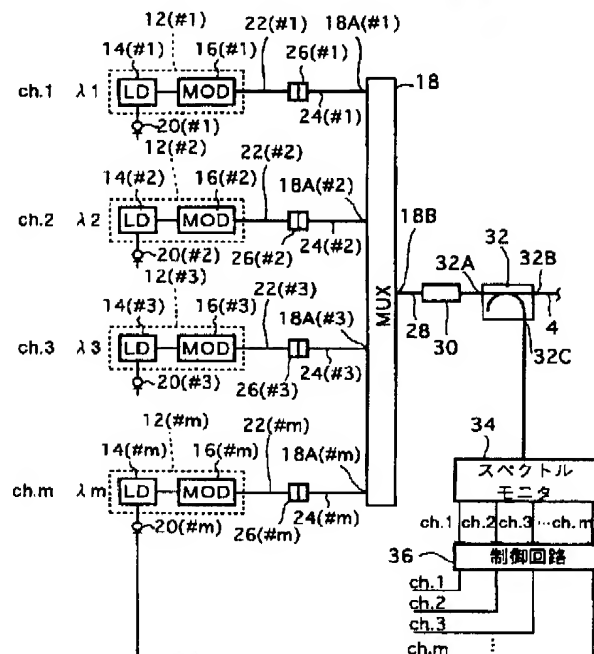 12(#1)
22(#1)
18A(#1)
14(#1)
16(#1)
26(#1)
18
ch.1 λ1 LD MOD
24(#1)
20(#1)
12(#2)
22(#2)
14(#2)
16(#2)
18A(#2)
ch.2 λ2 LD MOD
24(#2)
20(#2)
26(#2)
12(#3)
22(#3)
14(#3)
16(#3)
18A(#3)
ch.3 λ3 LD MOD
24(#3)
20(#3)
26(#3)
12(#m)
22(#m)
14(#m)
16(#m)
18A(#m)
ch.m λm LD MOD
24(#m)
20(#m)
26(#m)
MUX
18B
28
30
32A
32
32B
4
32C
34
スペクトル
モニタ
ch.1 ch.2 ch.3 …ch.m
36
制御回路
ch.1
ch.2
ch.3
⋮
ch.m